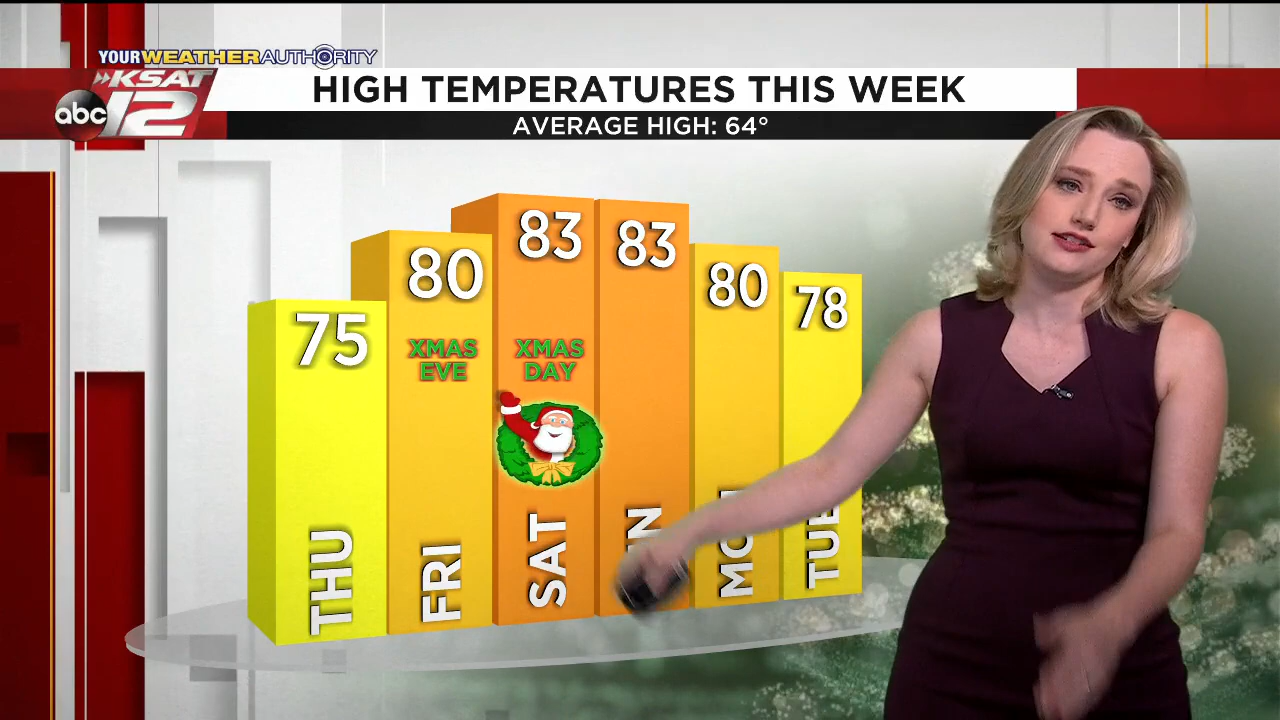 YOURWEATHERAUTHORITY
KSAT
abc 12
HIGH TEMPERATURES THIS WEEK
AVERAGE HIGH: 64°
75
80
83
83
80
78
XMAS
EVE
XMAS
DAY
THU
FRI
SAT
TUE